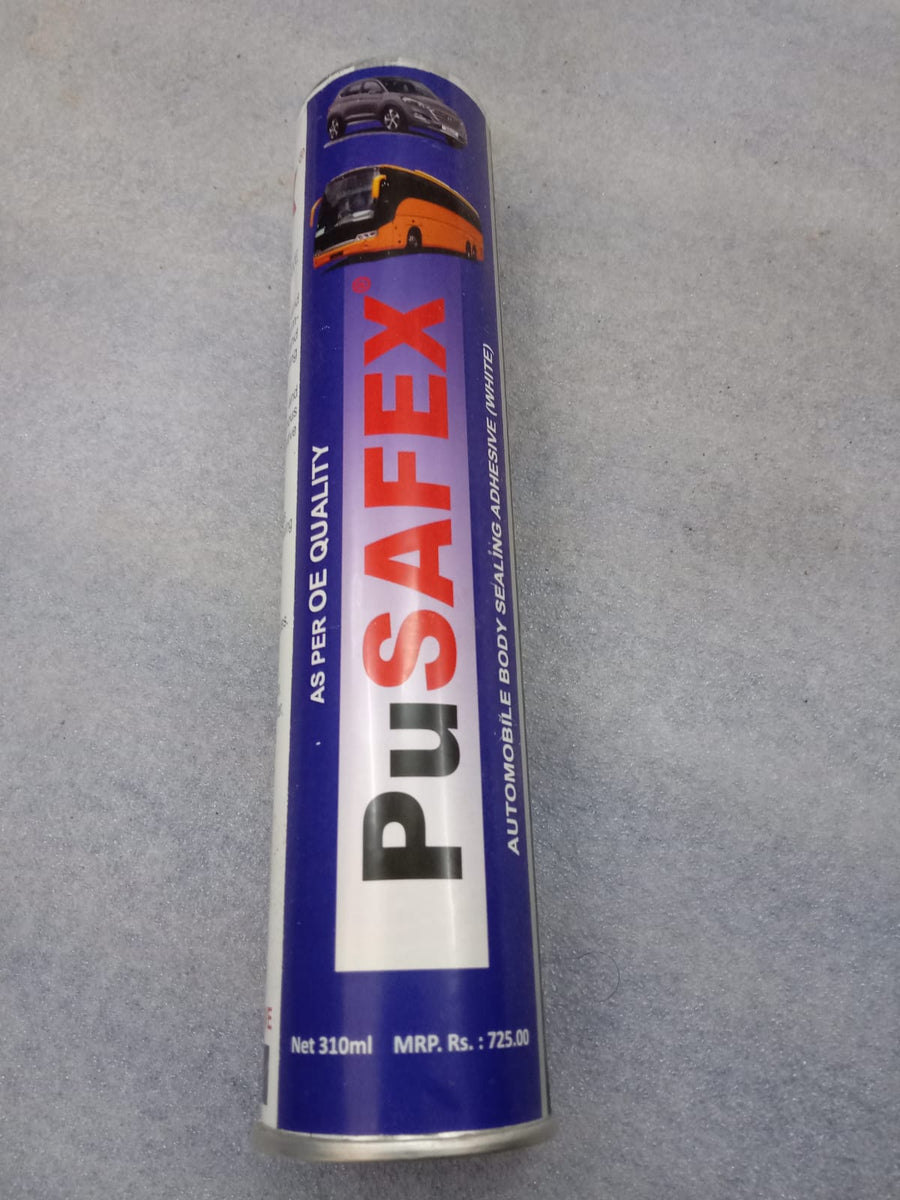 AS PER OE QUALITY
PuSAFEX®
AUTOMOBILE BODY SEALING ADHESIVE (WHITE)
Net 310ml MRP. Rs. : 725.00